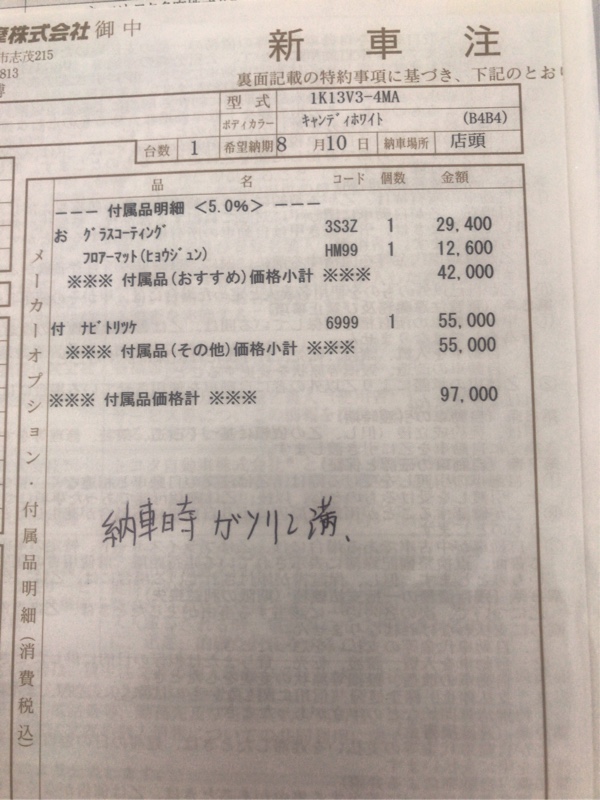 株式会社 御中
市志茂215
813
新車注
裏面記載の特約事項に基づき、下記のとおり
型式 1K13V3-4MA
ボディカラー ｷｬﾝﾃﾞｨﾎﾜｲﾄ (B4B4)
台数 1 希望納期 8 月 10 日 納車場所 店頭
品名 コード 個数 金額
メーカーオプション・付属品明細(消費税込)
－－－ 付属品明細 <5.0%> －－－
お ｸﾞﾗｽｺｰﾃｨﾝｸﾞ 3S3Z 1 29,400
ﾌﾛｱｰﾏｯﾄ(ﾋｮｳｼﾞｭﾝ) HM99 1 12,600
※※※ 付属品(おすすめ)価格小計 ※※※ 42,000
付 ﾅﾋﾞﾄﾘﾂｹ 6999 1 55,000
※※※ 付属品(その他)価格小計 ※※※ 55,000
※※※ 付属品価格計 ※※※ 97,000
納車時 ガソリン満、